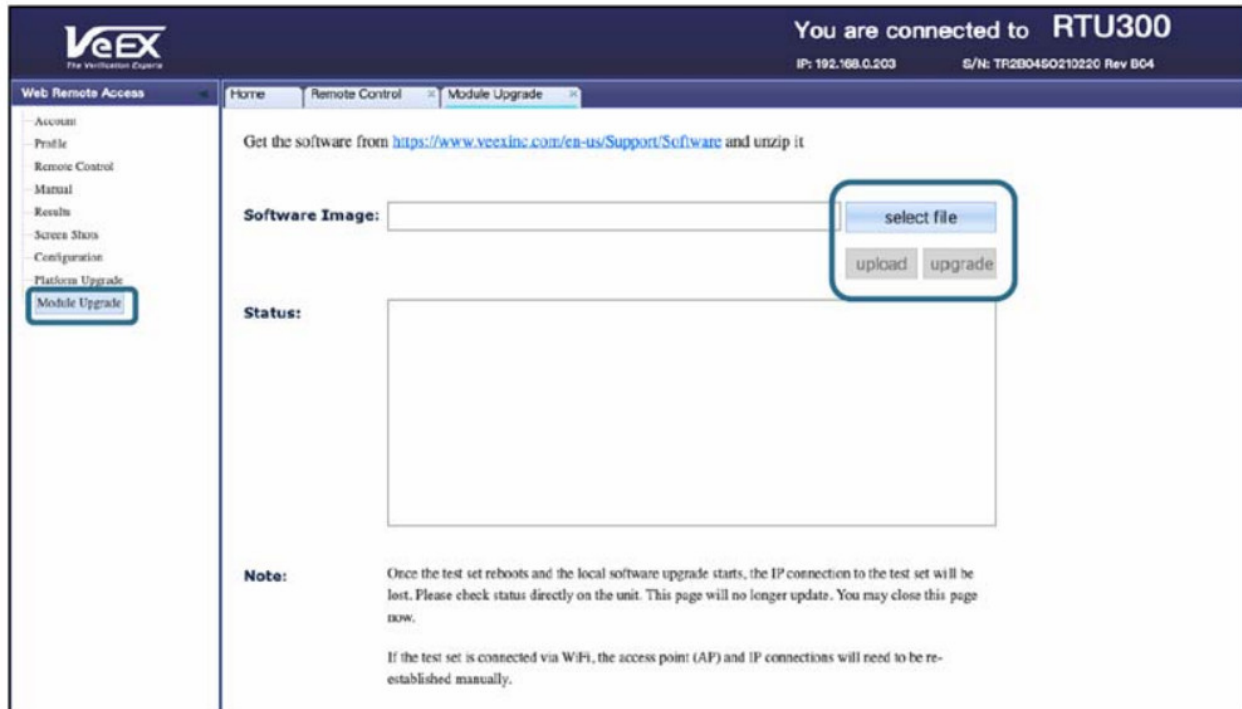 VeEX
The Verification Experts
You are connected to RTU300
IP: 192.168.0.203 S/N: TR2B04SO210220 Rev B04
Web Remote Access
Home Remote Control Module Upgrade
Account
Profile
Remote Control
Manual
Results
Screen Shots
Configuration
Platform Upgrade
Module Upgrade
Get the software from https://www.veexinc.com/en-us/Support/Software and unzip it
Software Image:
select file
upload upgrade
Status:
Note:
Once the test set reboots and the local software upgrade starts, the IP connection to the test set will be
lost. Please check status directly on the unit. This page will no longer update. You may close this page
now.
If the test set is connected via WiFi, the access point (AP) and IP connections will need to be re-
established manually.